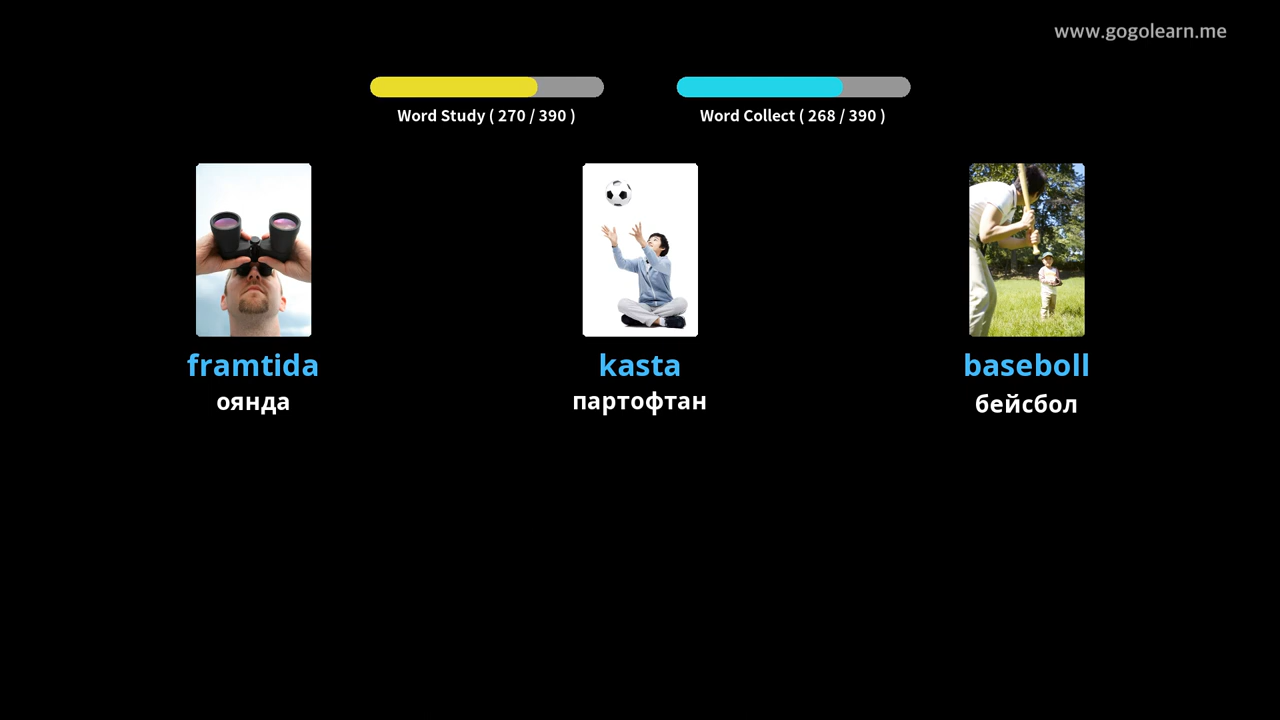 www.gogolearn.me
Word Study ( 270 / 390 )
Word Collect ( 268 / 390 )
framtida
оянда
kasta
партофтан
baseboll
бейсбол